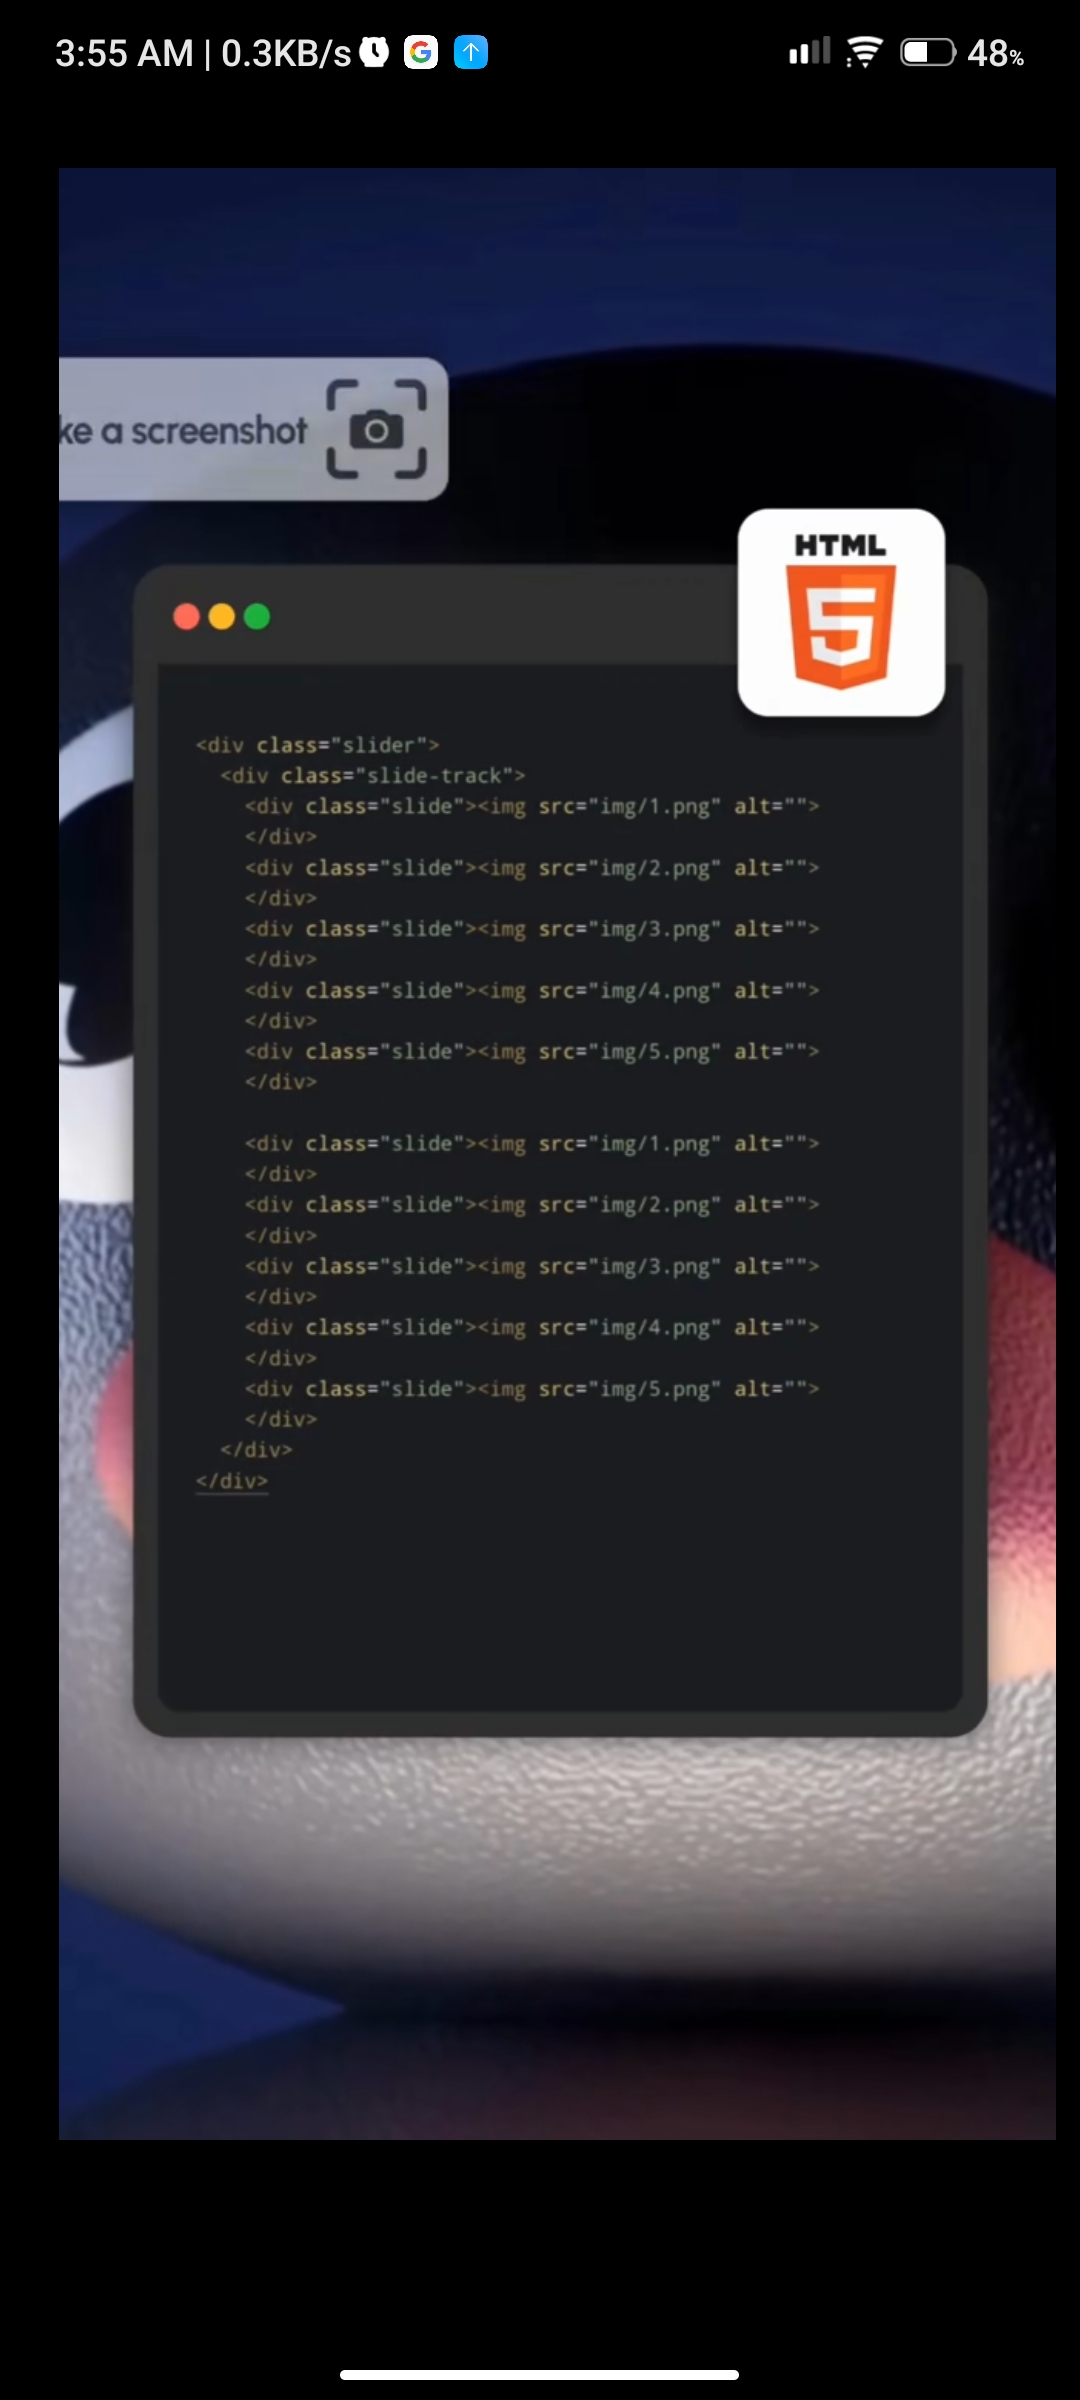 3:55 AM | 0.3KB/s
48%
ke a screenshot
HTML
<div class="slider">
  <div class="slide-track">
    <div class="slide"><img src="img/1.png" alt="">
    </div>
    <div class="slide"><img src="img/2.png" alt="">
    </div>
    <div class="slide"><img src="img/3.png" alt="">
    </div>
    <div class="slide"><img src="img/4.png" alt="">
    </div>
    <div class="slide"><img src="img/5.png" alt="">
    </div>

    <div class="slide"><img src="img/1.png" alt="">
    </div>
    <div class="slide"><img src="img/2.png" alt="">
    </div>
    <div class="slide"><img src="img/3.png" alt="">
    </div>
    <div class="slide"><img src="img/4.png" alt="">
    </div>
    <div class="slide"><img src="img/5.png" alt="">
    </div>
  </div>
</div>